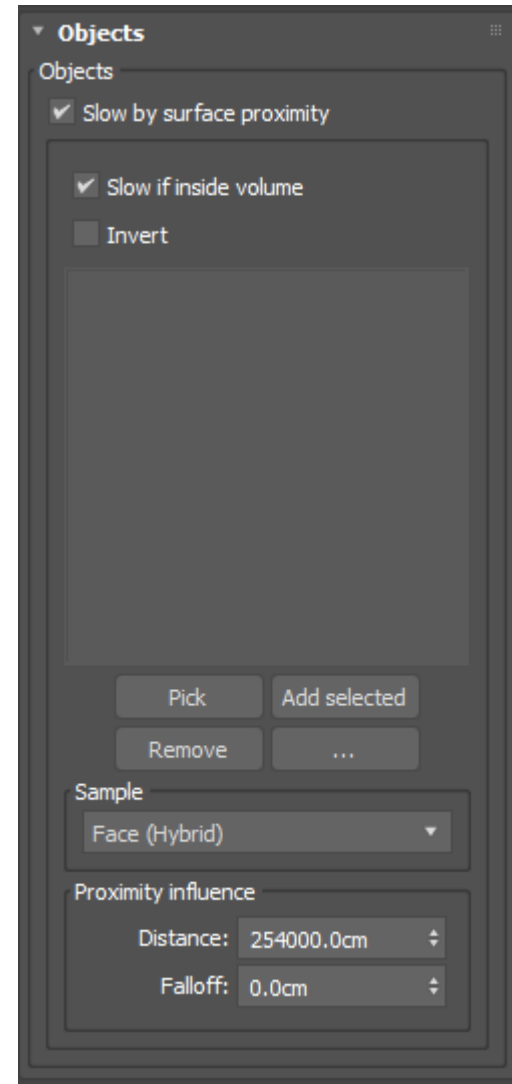 Objects
Objects
Slow by surface proximity
Slow if inside volume
Invert
Pick Add selected
Remove ...
Sample
Face (Hybrid)
Proximity influence
Distance: 254000.0cm
Falloff: 0.0cm